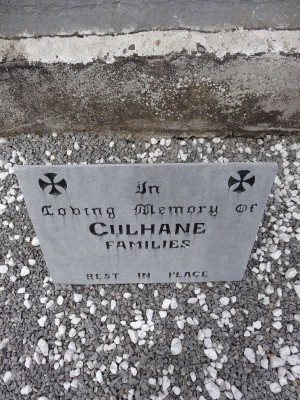 In
Loving Memory Of
CULHANE
FAMILIES
REST IN PEACE